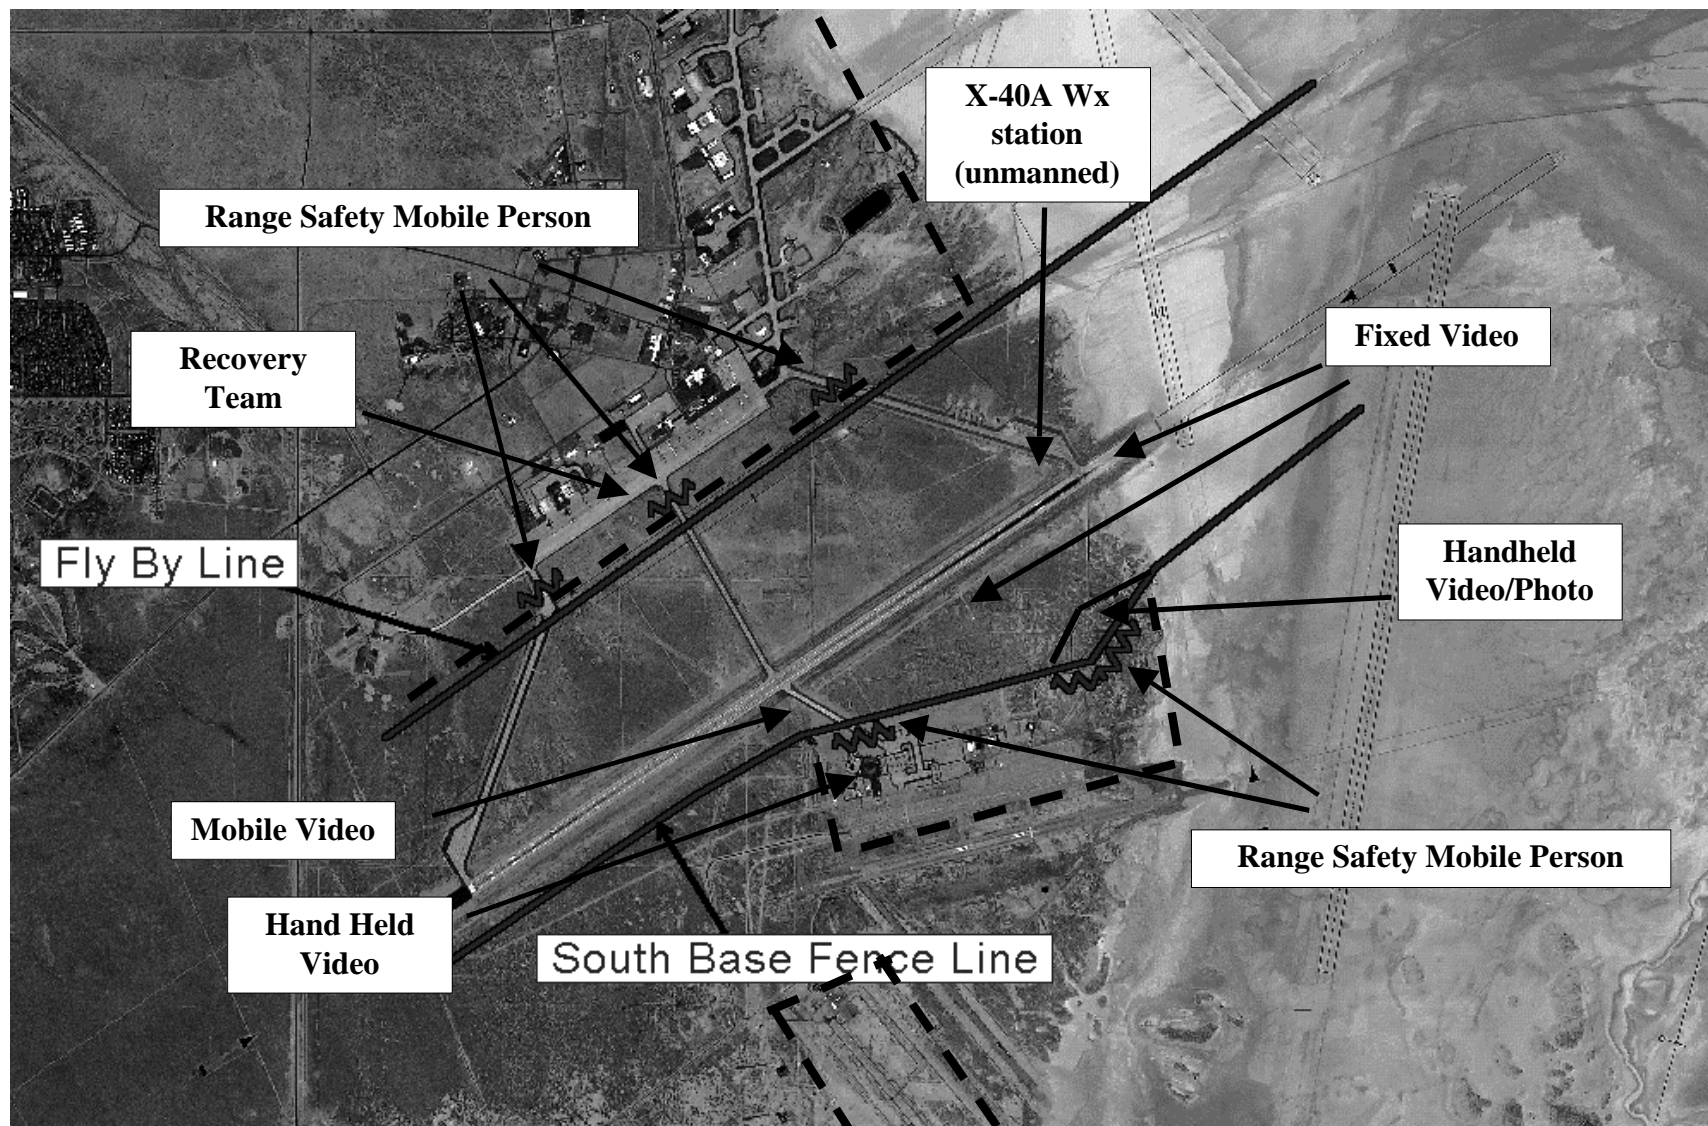 X-40A Wx
station
(unmanned)
Range Safety Mobile Person
Fixed Video
Recovery
Team
Handheld
Video/Photo
Fly By Line
Mobile Video
Range Safety Mobile Person
Hand Held
Video
South Base Fence Line